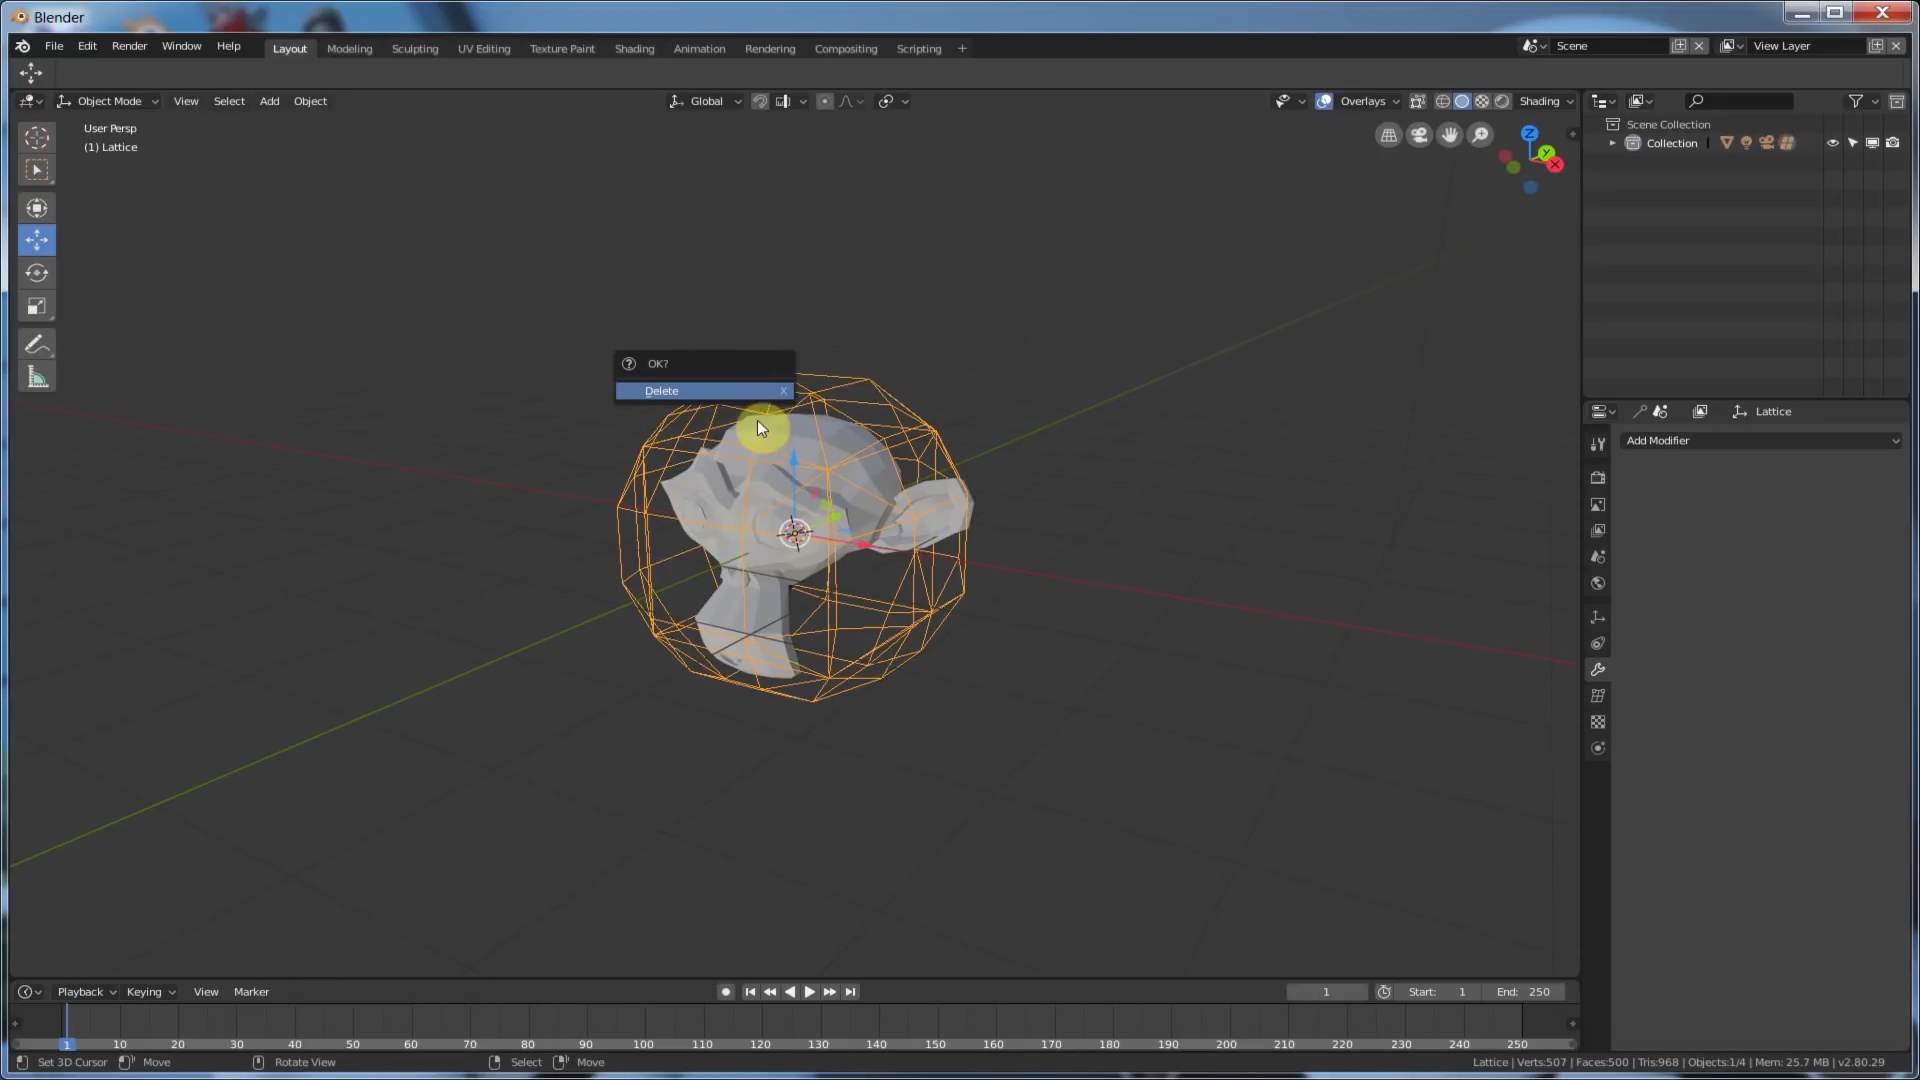 Blender
File Edit Render Window Help Layout Modeling Sculpting UV Editing Texture Paint Shading Animation Rendering Compositing Scripting + Scene View Layer
Object Mode View Select Add Object Global Overlays Shading
User Persp
(1) Lattice
Z
Y
X
Scene Collection
Collection
OK?
Delete X
Lattice
Add Modifier
Playback Keying View Marker 1 Start: 1 End: 250
1 10 20 30 40 50 60 70 80 90 100 110 120 130 140 150 160 170 180 190 200 210 220 230 240 250
Set 3D Cursor Move Rotate View Select Move Lattice | Verts:507 | Faces:500 | Tris:968 | Objects:1/4 | Mem: 25.7 MB | v2.80.29